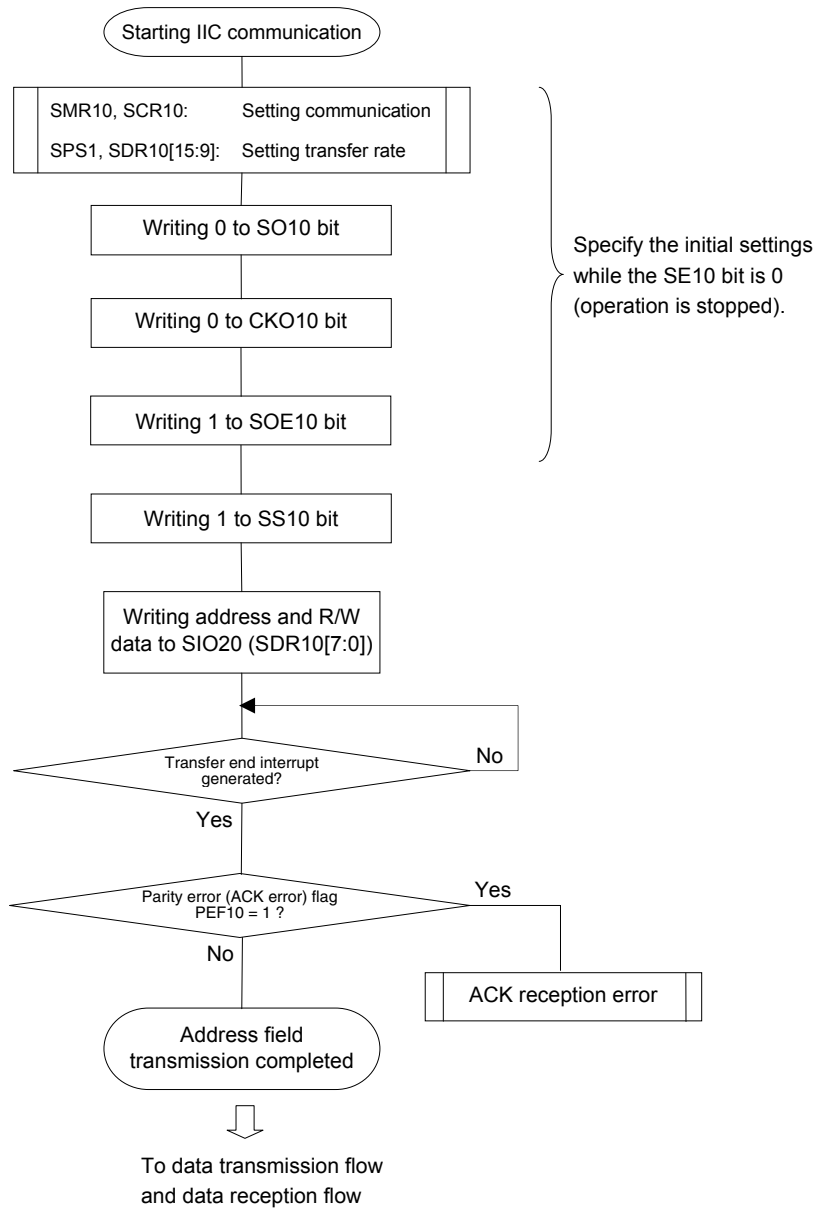 Starting IIC communication
SMR10, SCR10: Setting communication
SPS1, SDR10[15:9]: Setting transfer rate
Writing 0 to SO10 bit
Specify the initial settings
while the SE10 bit is 0
(operation is stopped).
Writing 0 to CKO10 bit
Writing 1 to SOE10 bit
Writing 1 to SS10 bit
Writing address and R/W
data to SIO20 (SDR10[7:0])
Transfer end interrupt
generated?
No
Yes
Parity error (ACK error) flag
PEF10 = 1 ?
Yes
No
ACK reception error
Address field
transmission completed
To data transmission flow
and data reception flow